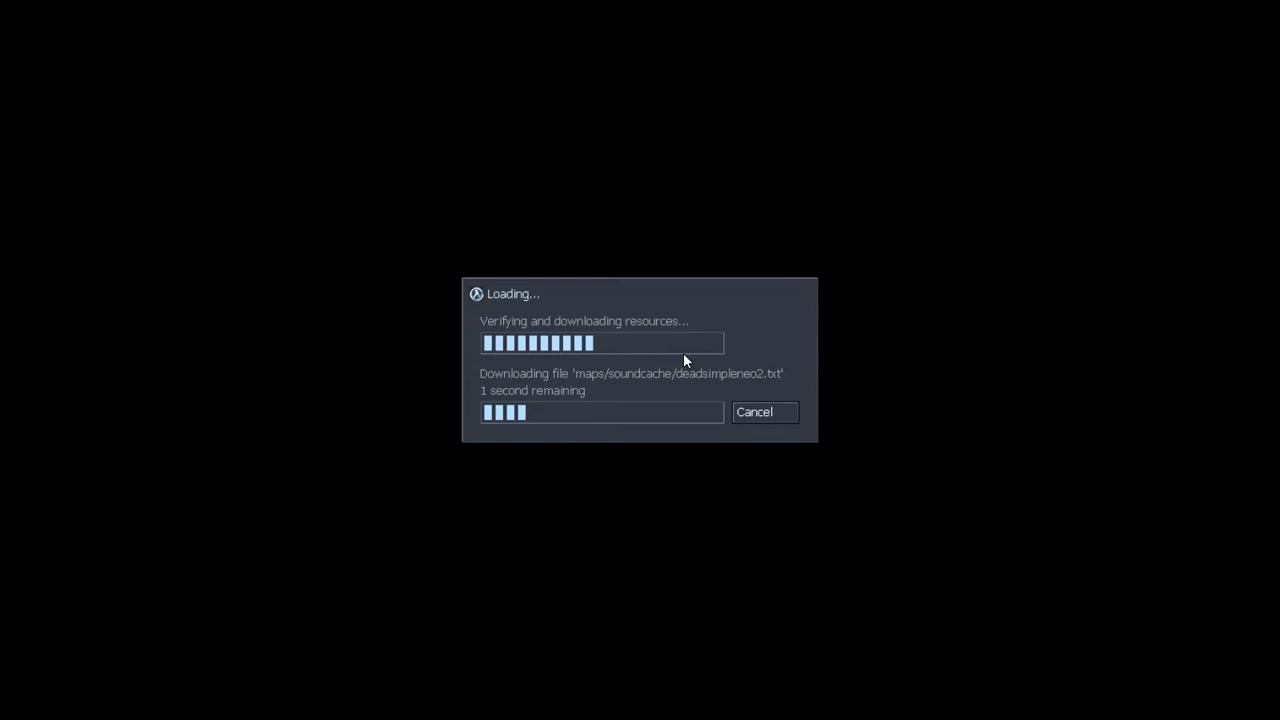 Loading...
Verifying and downloading resources...
Downloading file 'maps/soundcache/deadsimpleneo2.txt'
1 second remaining
Cancel